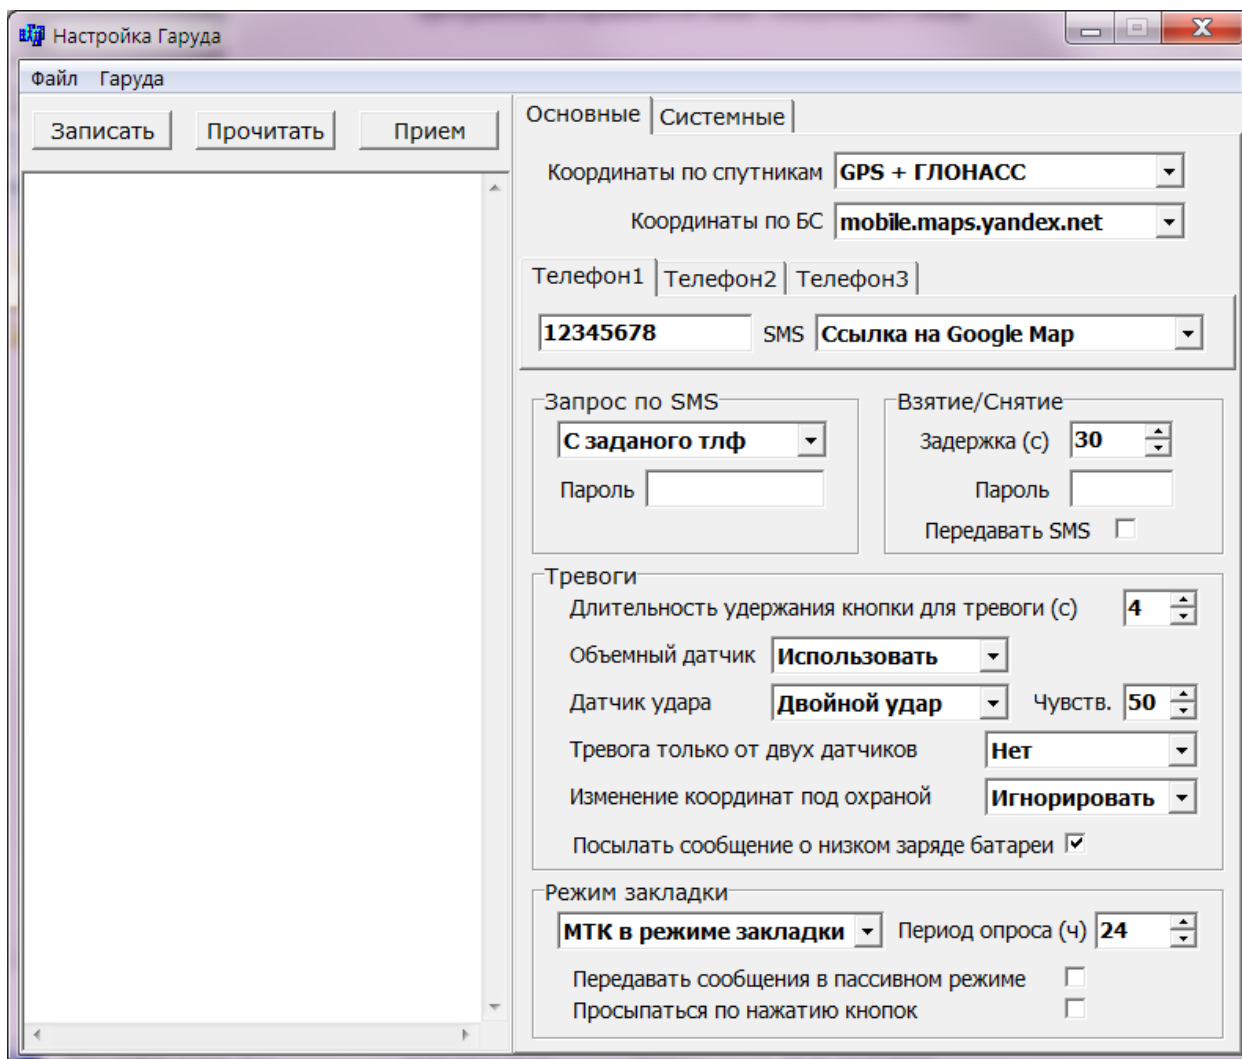 Настройка Гаруда
Файл Гаруда
Записать Прочитать Прием
Основные Системные
Координаты по спутникам GPS + ГЛОНАСС
Координаты по БС mobile.maps.yandex.net
Телефон1 Телефон2 Телефон3
12345678 SMS Ссылка на Google Map
Запрос по SMS
С заданого тлф
Пароль
Взятие/Снятие
Задержка (с) 30
Пароль
Передавать SMS
Тревоги
Длительность удержания кнопки для тревоги (с) 4
Объемный датчик Использовать
Датчик удара Двойной удар Чувств. 50
Тревога только от двух датчиков Нет
Изменение координат под охраной Игнорировать
Посылать сообщение о низком заряде батареи
Режим закладки
МТК в режиме закладки Период опроса (ч) 24
Передавать сообщения в пассивном режиме
Просыпаться по нажатию кнопок